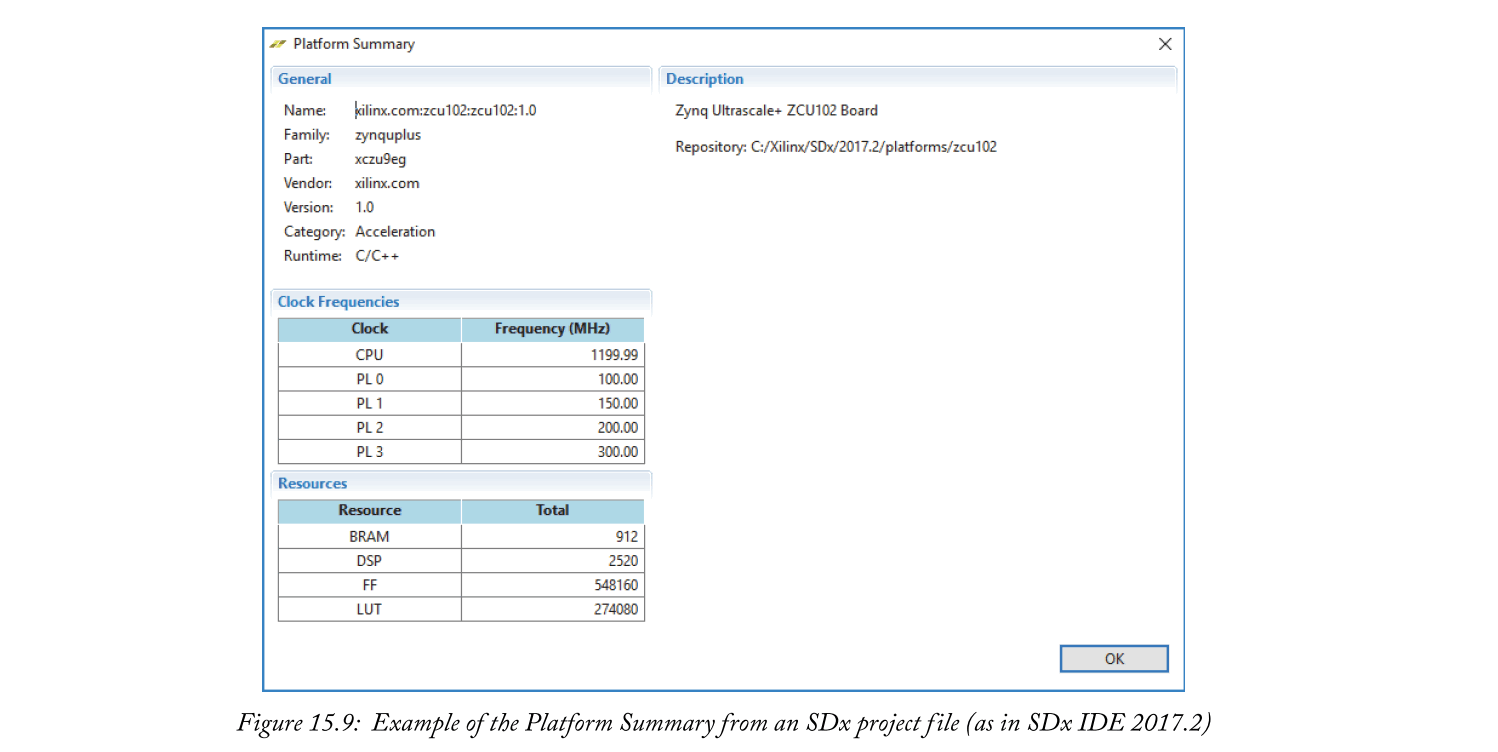 Platform Summary
General
Name: xilinx.com:zcu102:zcu102:1.0
Family: zynquplus
Part: xczu9eg
Vendor: xilinx.com
Version: 1.0
Category: Acceleration
Runtime: C/C++
Description
Zynq Ultrascale+ ZCU102 Board
Repository: C:/Xilinx/SDx/2017.2/platforms/zcu102
Clock Frequencies
Clock Frequency (MHz)
CPU 1199.99
PL 0 100.00
PL 1 150.00
PL 2 200.00
PL 3 300.00
Resources
Resource Total
BRAM 912
DSP 2520
FF 548160
LUT 274080
OK
Figure 15.9: Example of the Platform Summary from an SDx project file (as in SDx IDE 2017.2)